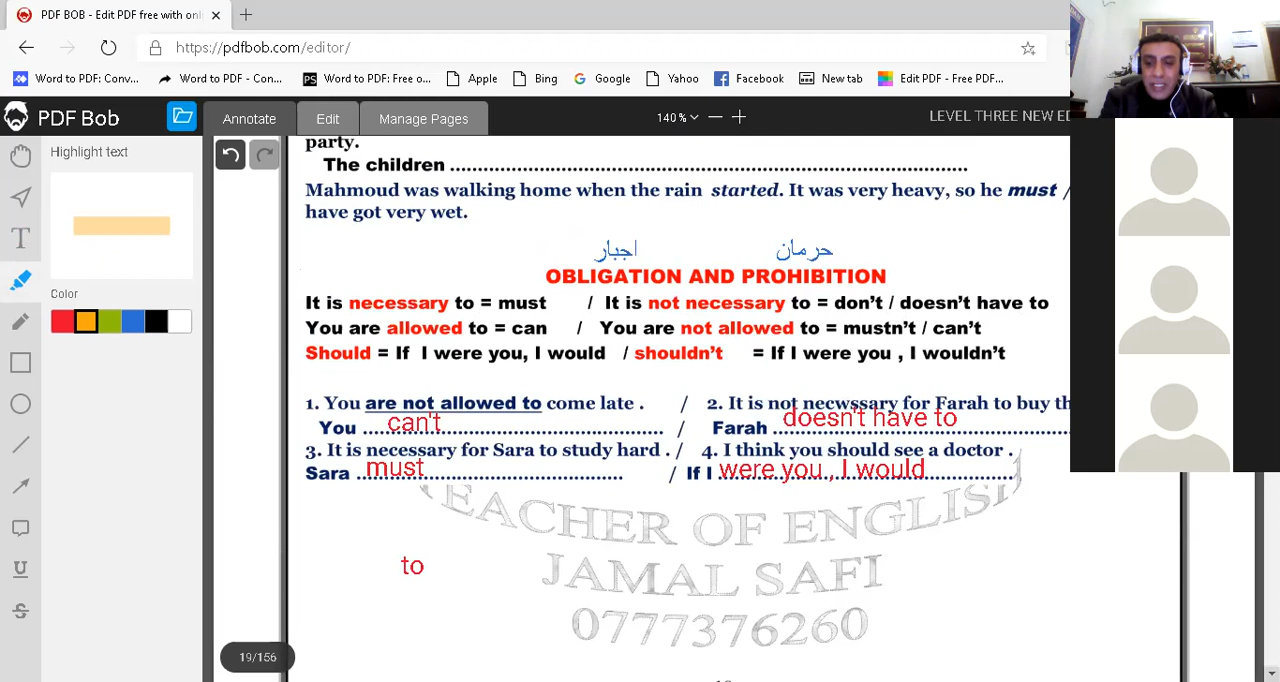 PDF BOB - Edit PDF free with onl
https://pdfbob.com/editor/
Word to PDF: Conv... Word to PDF - Con... Word to PDF: Free o... Apple Bing Google Yahoo Facebook New tab Edit PDF - Free PDF...
PDF Bob Annotate Edit Manage Pages 140% LEVEL THREE NEW ED
Highlight text
Color
party.
The children ........................................................................
Mahmoud was walking home when the rain started. It was very heavy, so he must /
have got very wet.
اجبار حرمان
OBLIGATION AND PROHIBITION
It is necessary to = must / It is not necessary to = don't / doesn't have to
You are allowed to = can / You are not allowed to = mustn't / can't
Should = If I were you, I would / shouldn't = If I were you , I wouldn't
1. You are not allowed to come late . / 2. It is not necwssary for Farah to buy th
You ........ can't ........ / Farah ........ doesn't have to ........
3. It is necessary for Sara to study hard . / 4. I think you should see a doctor .
Sara ........ must ........ / If I ........ were you , I would ........
TEACHER OF ENGLISH
to
JAMAL SAFI
0777376260
19/156